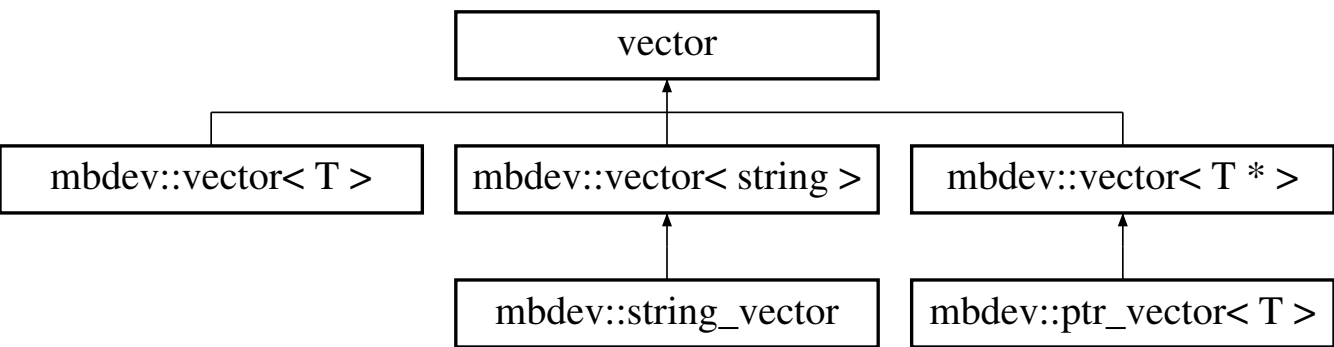 vector
mbdev::vector< T >
mbdev::vector< string >
mbdev::vector< T * >
mbdev::string_vector
mbdev::ptr_vector< T >